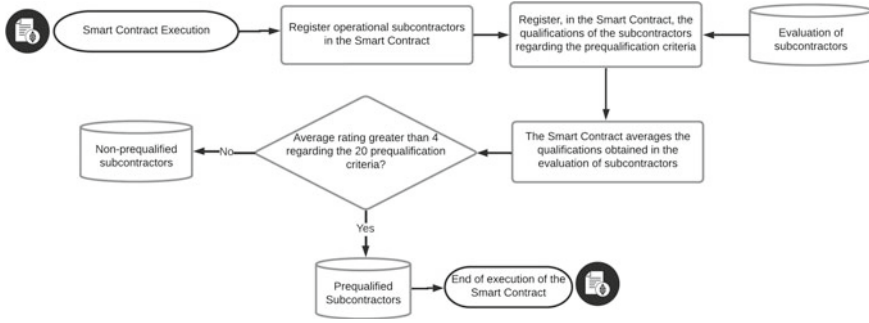 Smart Contract Execution
Register operational subcontractors
in the Smart Contract
Register, in the Smart Contract, the
qualifications of the subcontractors
regarding the prequalification criteria
Evaluation of
subcontractors
Non-prequalified
subcontractors
No
Average rating greater than 4
regarding the 20 prequalification
criteria?
The Smart Contract averages the
qualifications obtained in the
evaluation of subcontractors
Yes
Prequalified
Subcontractors
End of execution of the
Smart Contract